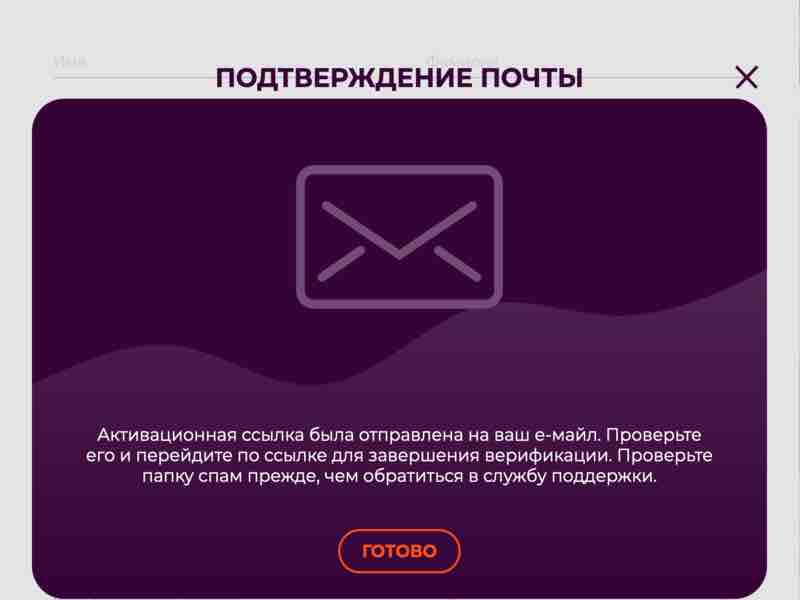 Имя
Фамилия
ПОДТВЕРЖДЕНИЕ ПОЧТЫ
Активационная ссылка была отправлена на ваш е-майл. Проверьте
его и перейдите по ссылке для завершения верификации. Проверьте
папку спам прежде, чем обратиться в службу поддержки.
ГОТОВО